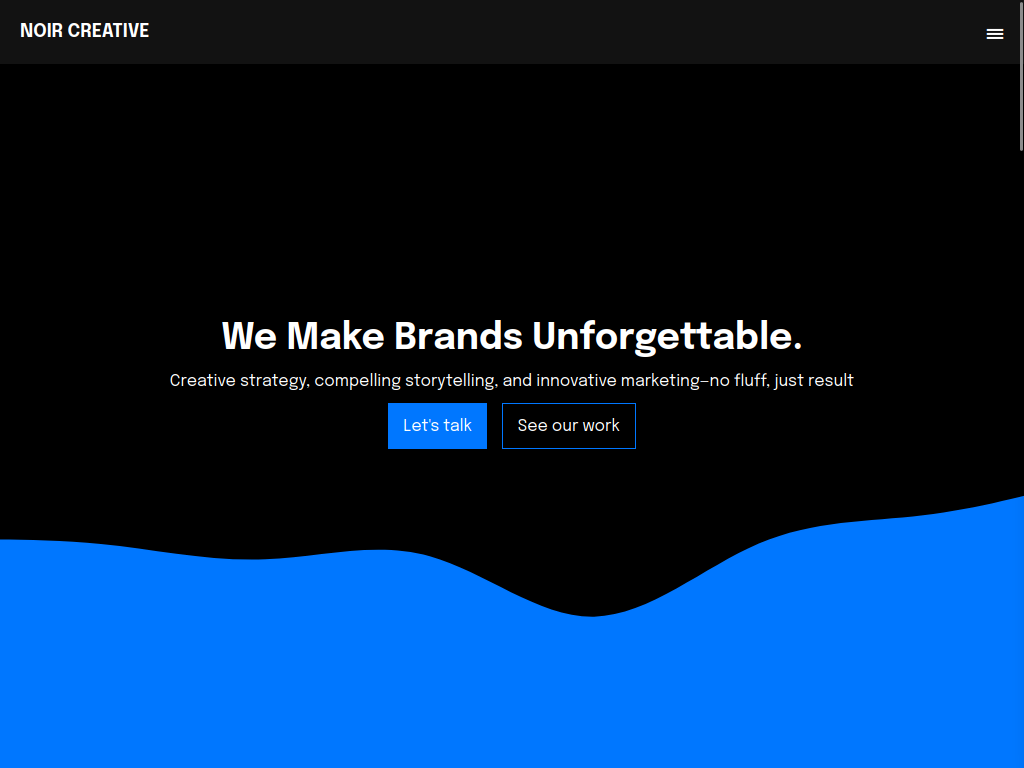 NOIR CREATIVE
We Make Brands Unforgettable.
Creative strategy, compelling storytelling, and innovative marketing—no fluff, just result
Let's talk
See our work